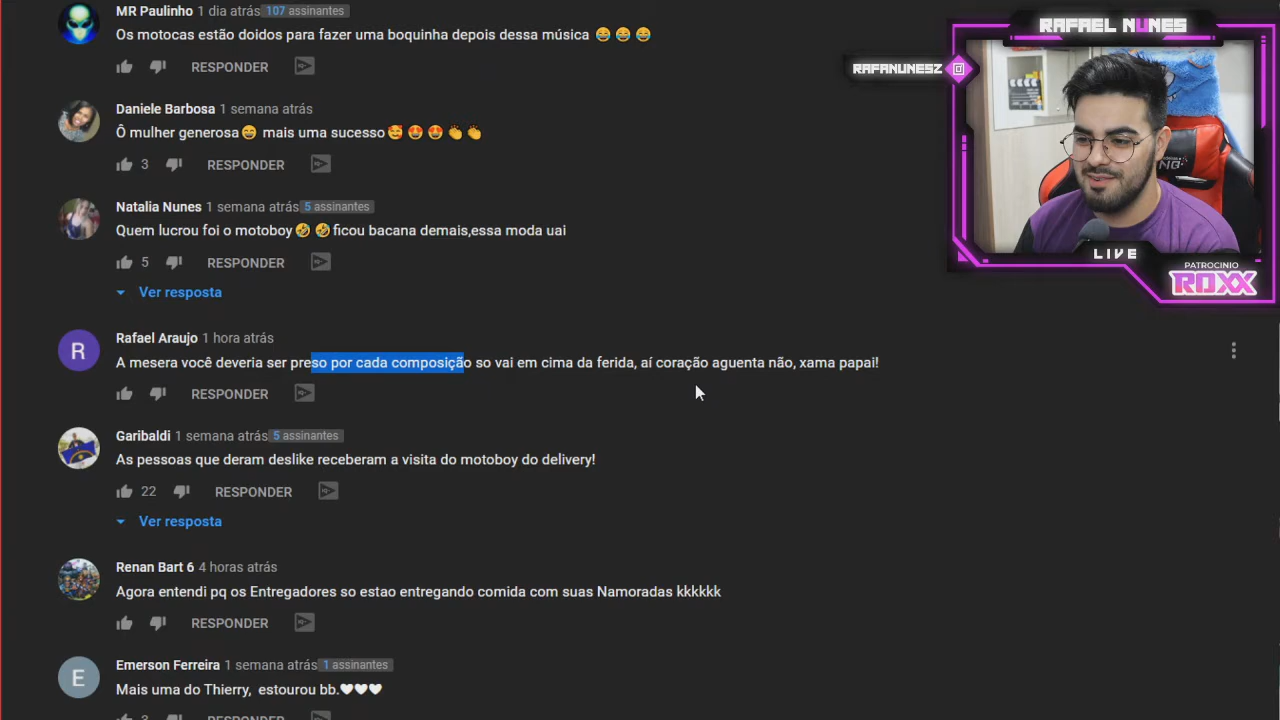 MR Paulinho 1 dia atrás 107 assinantes
Os motocas estão doidos para fazer uma boquinha depois dessa música 😂 😂 😂
RESPONDER
Daniele Barbosa 1 semana atrás
Ô mulher generosa😄 mais uma sucesso🥰 😍 😍 👏 👏
3 RESPONDER
Natalia Nunes 1 semana atrás 5 assinantes
Quem lucrou foi o motoboy🤣 🤣ficou bacana demais,essa moda uai
5 RESPONDER
Ver resposta
R
Rafael Araujo 1 hora atrás
A mesera você deveria ser preso por cada composição so vai em cima da ferida, aí coração aguenta não, xama papai!
RESPONDER
Garibaldi 1 semana atrás 5 assinantes
As pessoas que deram deslike receberam a visita do motoboy do delivery!
22 RESPONDER
Ver resposta
Renan Bart 6 4 horas atrás
Agora entendi pq os Entregadores so estao entregando comida com suas Namoradas kkkkkk
RESPONDER
E
Emerson Ferreira 1 semana atrás 1 assinantes
Mais uma do Thierry, estourou bb.🤍🤍🤍
3 RESPONDER
RAFAEL NUNES
RAFANUNESZ
LIVE
PATROCINIO
ROXX